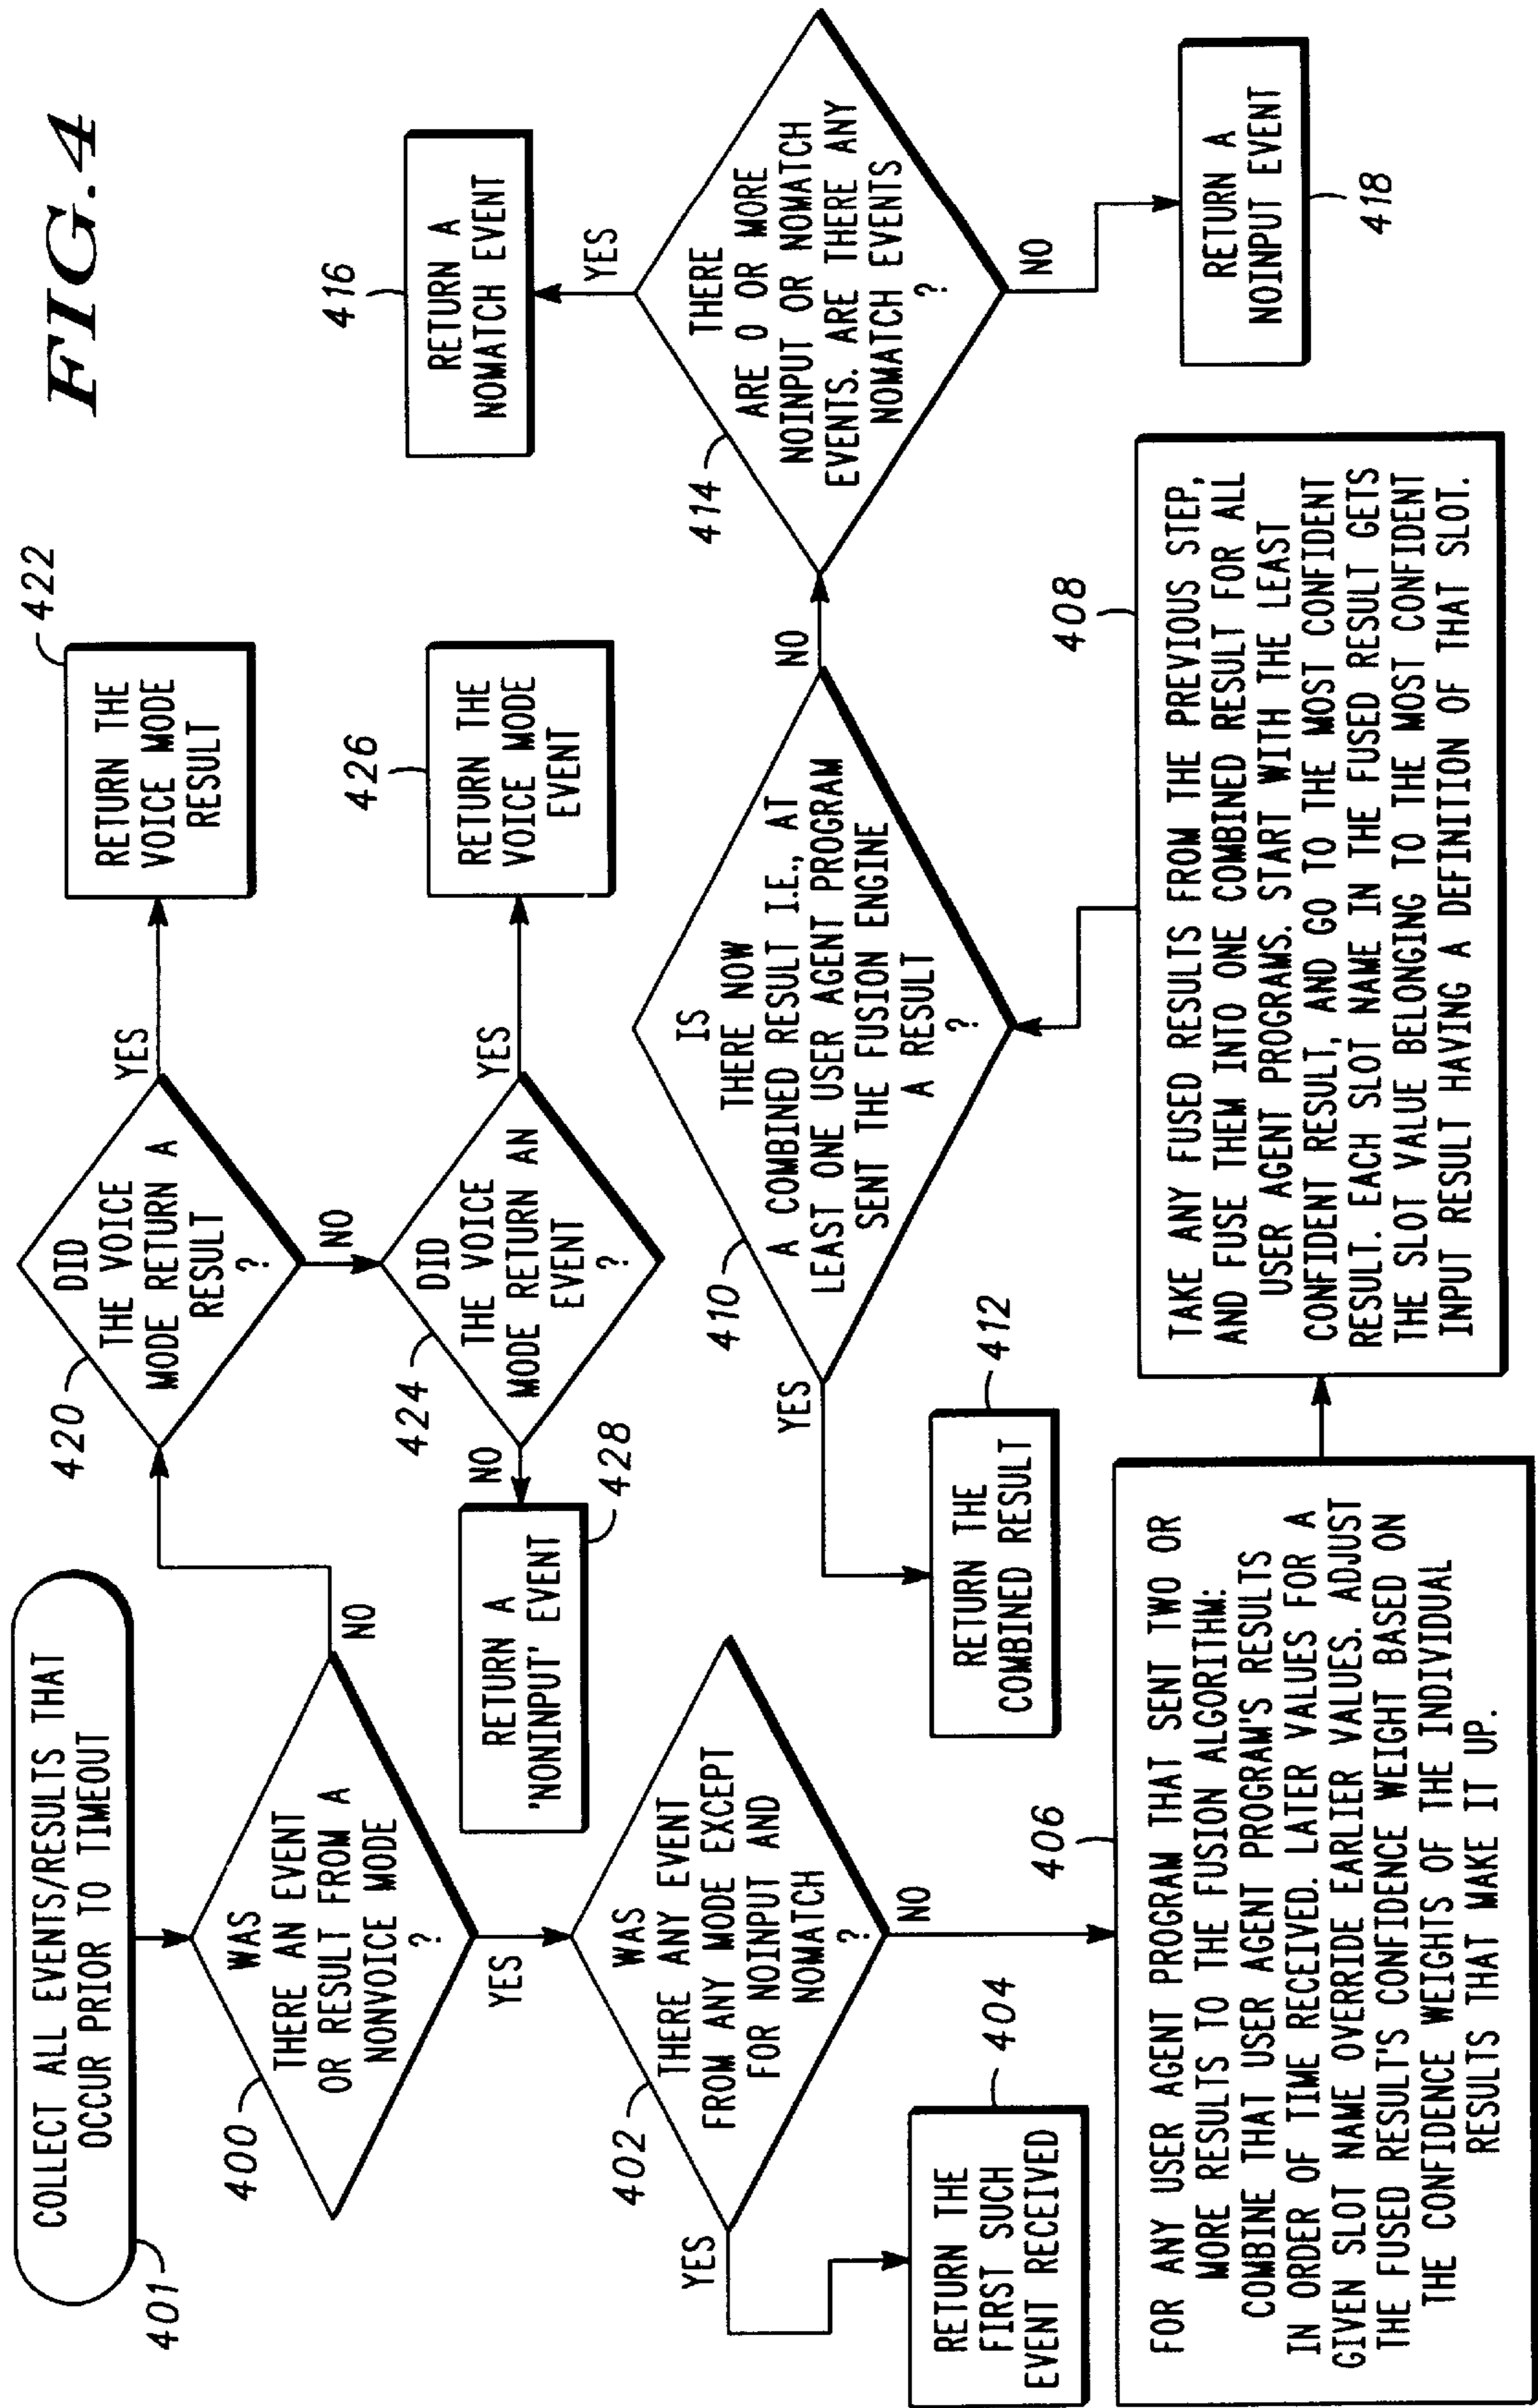 FIG.4
COLLECT ALL EVENTS/RESULTS THAT
OCCUR PRIOR TO TIMEOUT
401
WAS
THERE AN EVENT
OR RESULT FROM A
NONVOICE MODE
?
400
NO
YES
DID
THE VOICE
MODE RETURN A
RESULT
?
420
YES
NO
RETURN THE
VOICE MODE
RESULT
422
DID
THE VOICE
MODE RETURN AN
EVENT
?
424
YES
NO
RETURN THE
VOICE MODE
EVENT
426
RETURN A
'NONINPUT' EVENT
428
WAS
THERE ANY EVENT
FROM ANY MODE EXCEPT
FOR NOINPUT AND
NOMATCH
?
402
YES
NO
RETURN THE
FIRST SUCH
EVENT RECEIVED
404
FOR ANY USER AGENT PROGRAM THAT SENT TWO OR
MORE RESULTS TO THE FUSION ALGORITHM:
COMBINE THAT USER AGENT PROGRAM'S RESULTS
IN ORDER OF TIME RECEIVED. LATER VALUES FOR A
GIVEN SLOT NAME OVERRIDE EARLIER VALUES. ADJUST
THE FUSED RESULT'S CONFIDENCE WEIGHT BASED ON
THE CONFIDENCE WEIGHTS OF THE INDIVIDUAL
RESULTS THAT MAKE IT UP.
406
TAKE ANY FUSED RESULTS FROM THE PREVIOUS STEP,
AND FUSE THEM INTO ONE COMBINED RESULT FOR ALL
USER AGENT PROGRAMS. START WITH THE LEAST
CONFIDENT RESULT, AND GO TO THE MOST CONFIDENT
RESULT. EACH SLOT NAME IN THE FUSED RESULT GETS
THE SLOT VALUE BELONGING TO THE MOST CONFIDENT
INPUT RESULT HAVING A DEFINITION OF THAT SLOT.
408
IS
THERE NOW
A COMBINED RESULT I.E., AT
LEAST ONE USER AGENT PROGRAM
SENT THE FUSION ENGINE
A RESULT
?
410
YES
NO
RETURN THE
COMBINED RESULT
412
THERE
ARE 0 OR MORE
NOINPUT OR NOMATCH
EVENTS. ARE THERE ANY
NOMATCH EVENTS
?
414
YES
NO
RETURN A
NOMATCH EVENT
416
RETURN A
NOINPUT EVENT
418